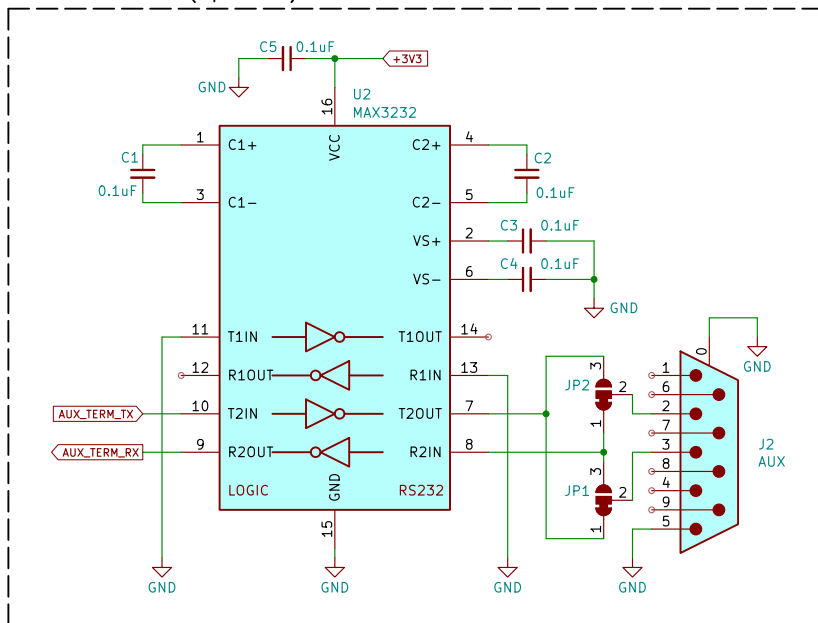 C5 0.1uF
+3V3
GND
U2
MAX3232
16
VCC
1 C1+ C2+ 4
C1 C2
0.1uF 0.1uF
3 C1- C2- 5
C3 0.1uF
VS+ 2
C4 0.1uF
VS- 6
GND
11 T1IN T1OUT 14
0
GND
12 R1OUT R1IN 13
3 1
JP2 2 6
AUX_TERM_TX 10 T2IN T2OUT 7
2
1 7
J2
AUX
AUX_TERM_RX 9 R2OUT R2IN 8
3
3 8
JP1 2 4
LOGIC GND RS232
9
15 1 5
GND GND GND GND